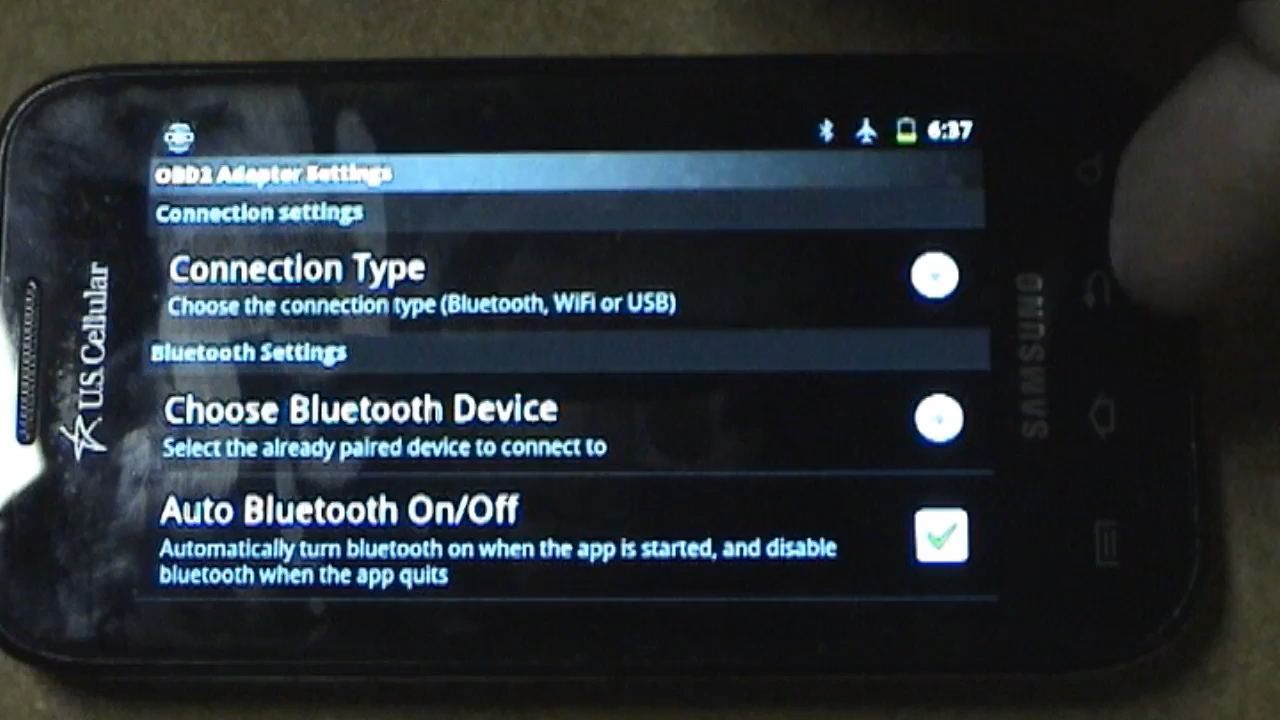 6:37
OBD2 Adapter Settings
Connection settings
Connection Type
Choose the connection type (Bluetooth, WiFi or USB)
Bluetooth Settings
Choose Bluetooth Device
Select the already paired device to connect to
Auto Bluetooth On/Off
Automatically turn bluetooth on when the app is started, and disable
bluetooth when the app quits
U.S. Cellular
SAMSUNG